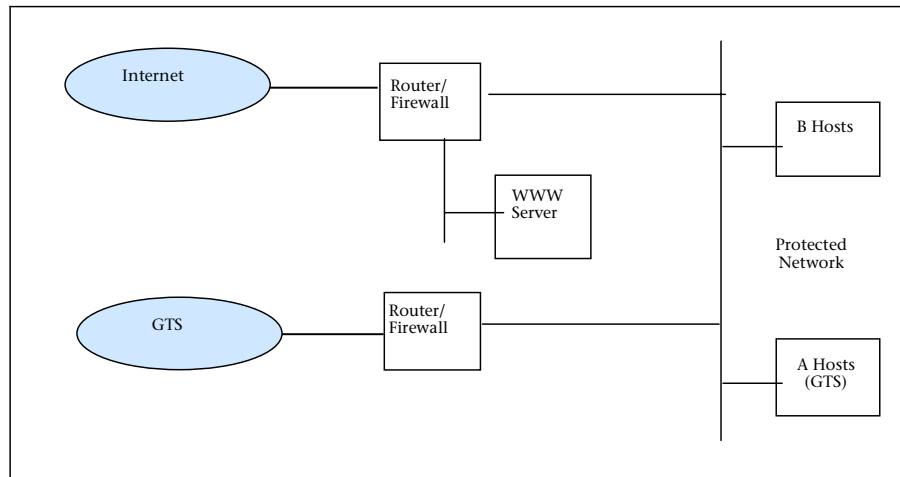 Internet
Router/
Firewall
B Hosts
WWW
Server
Protected
Network
GTS
Router/
Firewall
A Hosts
(GTS)